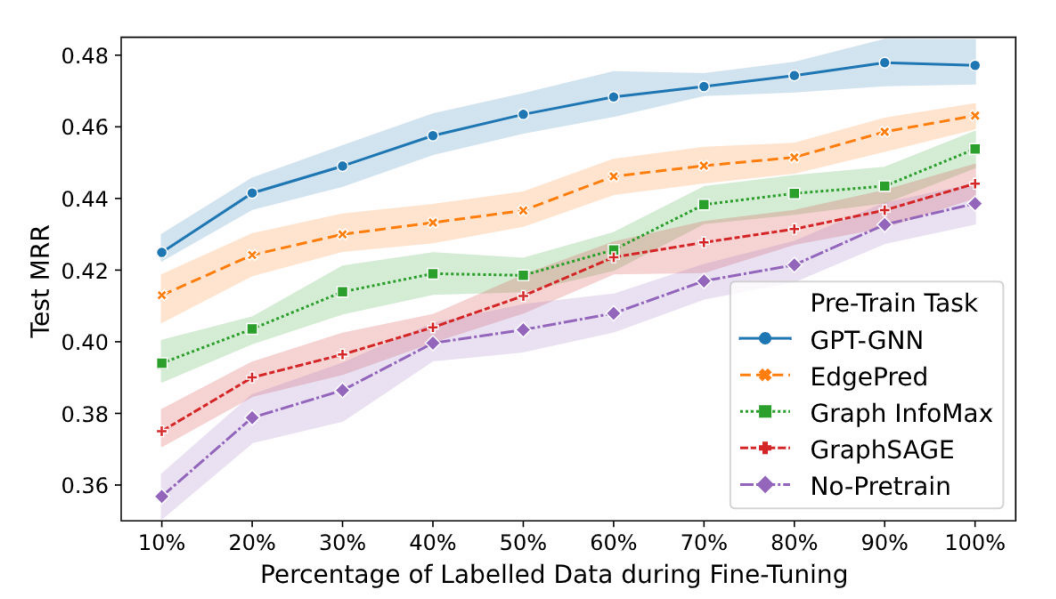 0.48
0.46
0.44
0.42
0.40
0.38
0.36
Test MRR
10% 20% 30% 40% 50% 60% 70% 80% 90% 100%
Percentage of Labelled Data during Fine-Tuning
Pre-Train Task
GPT-GNN
EdgePred
Graph InfoMax
GraphSAGE
No-Pretrain